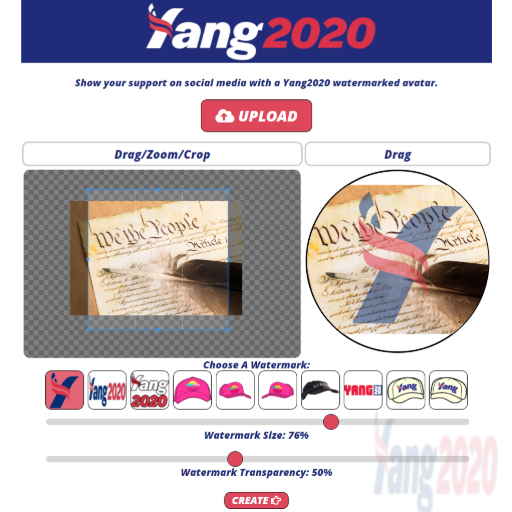 Yang2020
Show your support on social media with a Yang2020 watermarked avatar.
UPLOAD
Drag/Zoom/Crop
Drag
We the People
Article I
We the People
Article
Choose A Watermark:
Yang2020
Yang
2020
YANG
Yang
Yang
Watermark Size: 76%
Watermark Transparency: 50%
CREATE
Yang2020